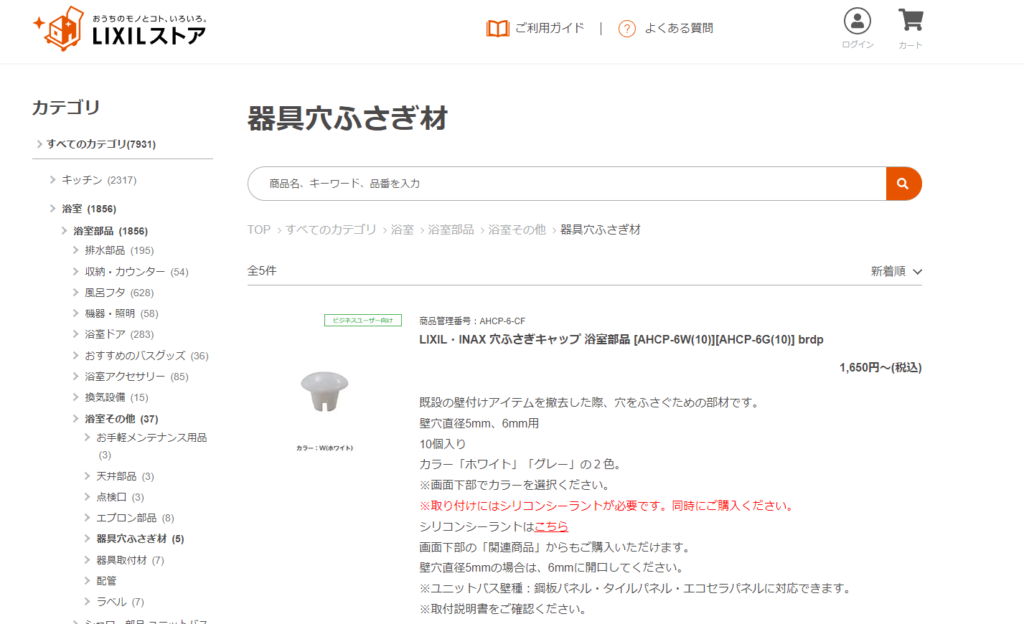 おうちのモノとコト、いろいろ。
LIXILストア
ご利用ガイド | ? よくある質問
ログイン
カート
カテゴリ
すべてのカテゴリ(7931)
キッチン (2317)
浴室 (1856)
浴室部品 (1856)
排水部品 (195)
収納・カウンター (54)
風呂フタ (628)
機器・照明 (58)
浴室ドア (283)
おすすめのバスグッズ (36)
浴室アクセサリー (85)
換気設備 (15)
浴室その他 (37)
お手軽メンテナンス用品
(3)
天井部品 (3)
点検口 (3)
エプロン部品 (8)
器具穴ふさぎ材 (5)
器具取付材 (7)
配管
ラベル (7)
器具穴ふさぎ材
商品名、キーワード、品番を入力
TOP > すべてのカテゴリ > 浴室 > 浴室部品 > 浴室その他 > 器具穴ふさぎ材
全5件
新着順
ビジネスユーザー向け
カラー：W(ホワイト)
商品管理番号：AHCP-6-CF
LIXIL・INAX 穴ふさぎキャップ 浴室部品 [AHCP-6W(10)][AHCP-6G(10)] brdp
1,650円～(税込)
既設の壁付けアイテムを撤去した際、穴をふさぐための部材です。
壁穴直径5mm、6mm用
10個入り
カラー「ホワイト」「グレー」の２色。
※画面下部でカラーを選択ください。
※取り付けにはシリコンシーラントが必要です。同時にご購入ください。
シリコンシーラントはこちら
画面下部の「関連商品」からもご購入いただけます。
壁穴直径5mmの場合は、6mmに開口してください。
※ユニットバス壁種：鋼板パネル・タイルパネル・エコセラパネルに対応できます。
※取付説明書をご確認ください。